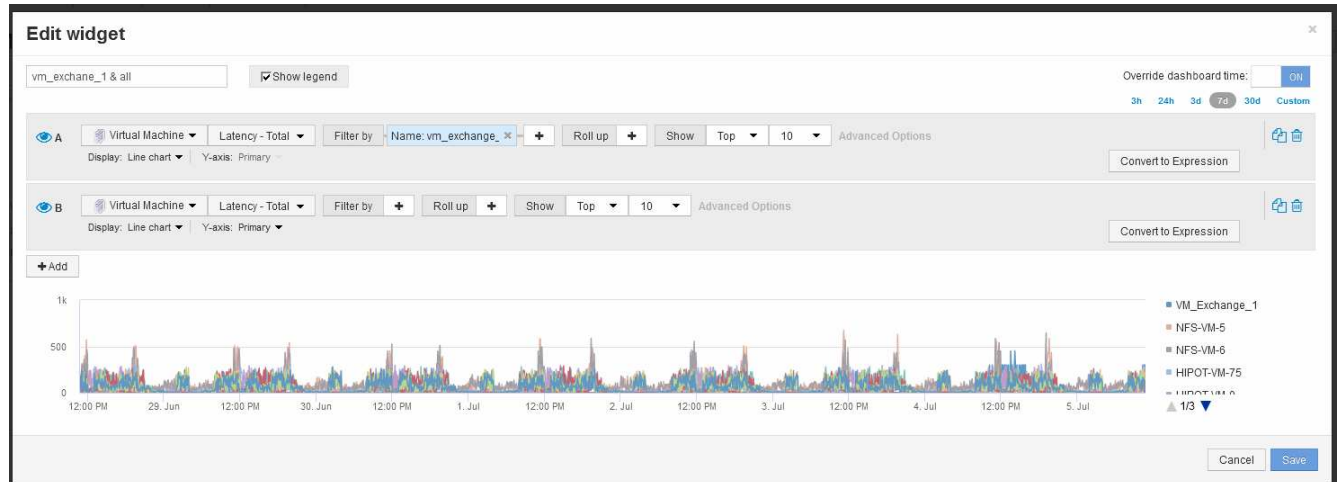 Edit widget
×
vm_exchane_1 & all
Show legend
Override dashboard time: ON
3h 24h 3d 7d 30d Custom
A Virtual Machine Latency - Total Filter by Name: vm_exchange_ × + Roll up + Show Top 10 Advanced Options
Display: Line chart Y-axis: Primary
Convert to Expression
B Virtual Machine Latency - Total Filter by + Roll up + Show Top 10 Advanced Options
Display: Line chart Y-axis: Primary
Convert to Expression
+ Add
1k
500
0
12:00 PM 29. Jun 12:00 PM 30. Jun 12:00 PM 1. Jul 12:00 PM 2. Jul 12:00 PM 3. Jul 12:00 PM 4. Jul 12:00 PM 5. Jul
VM_Exchange_1
NFS-VM-5
NFS-VM-6
HIPOT-VM-75
1/3
Cancel Save